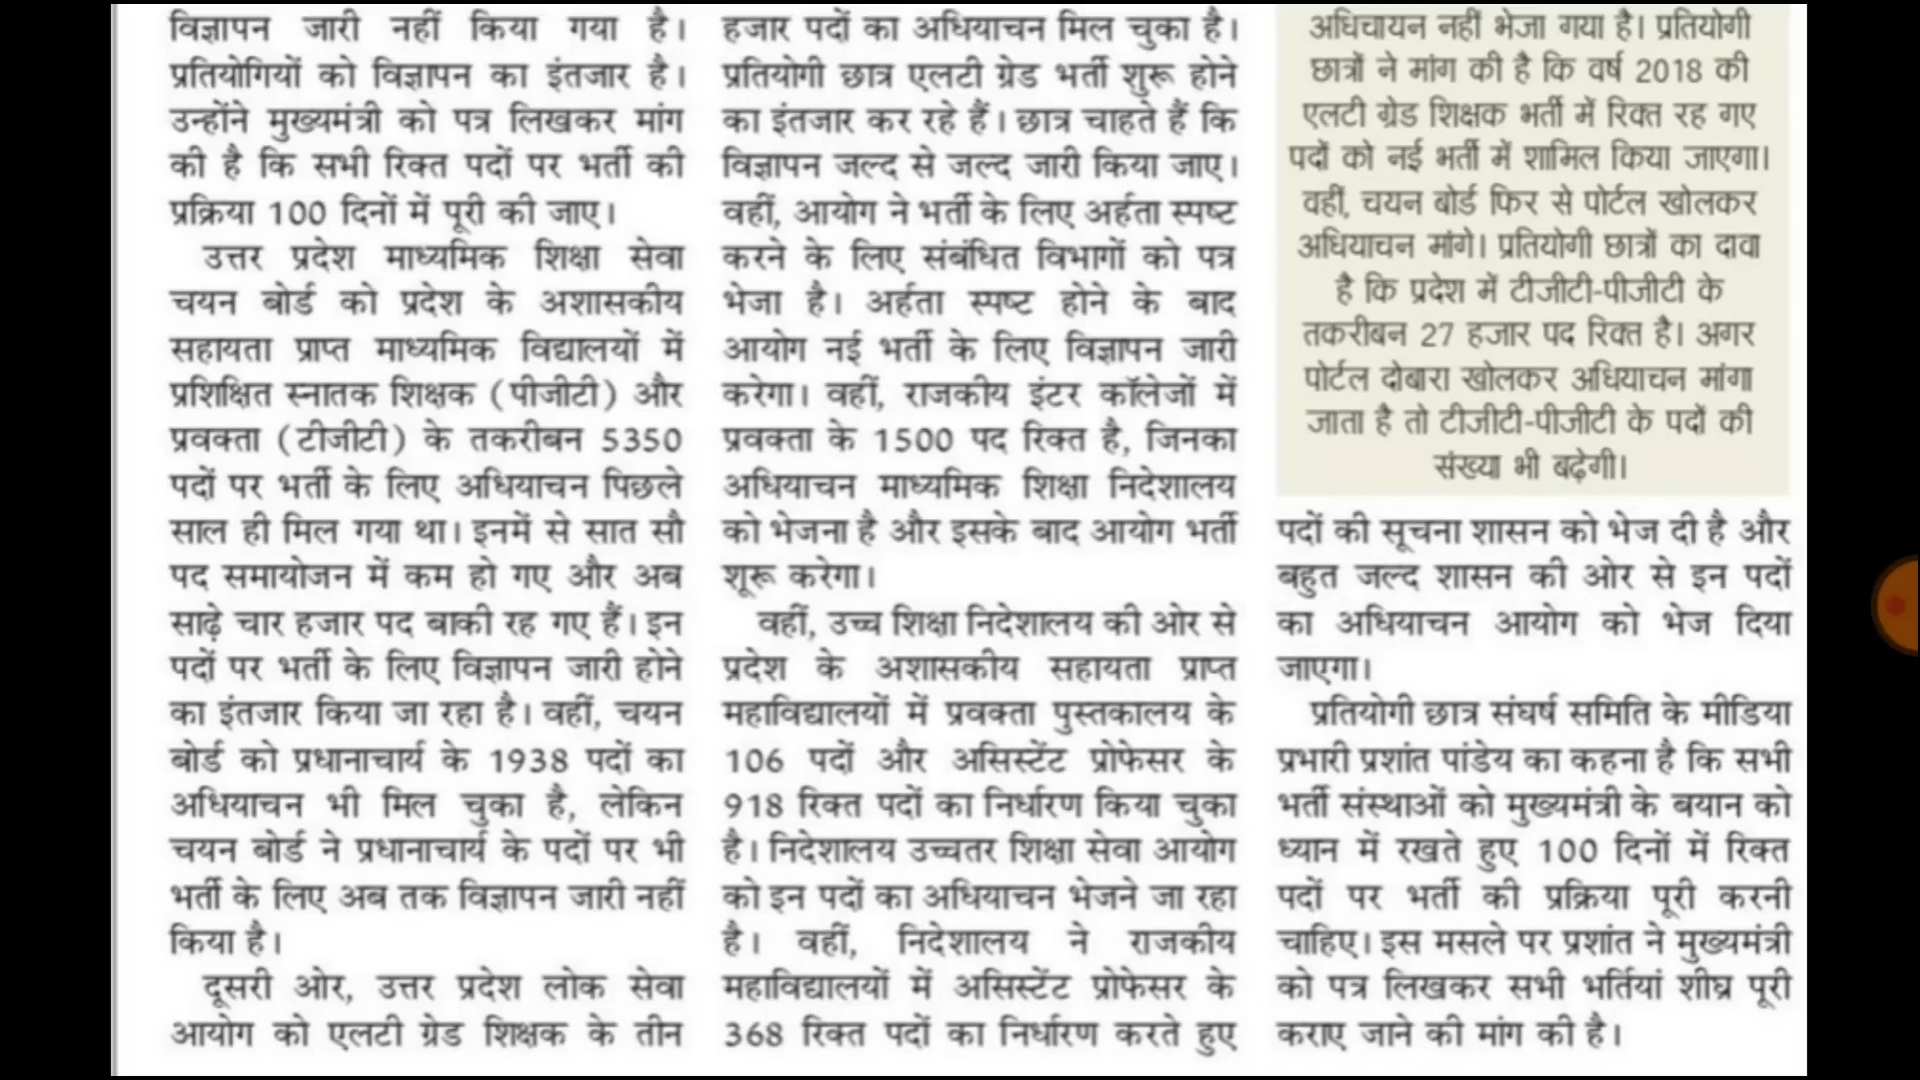 विज्ञापन जारी नहीं किया गया है।
प्रतियोगियों को विज्ञापन का इंतजार है।
उन्होंने मुख्यमंत्री को पत्र लिखकर मांग
की है कि सभी रिक्त पदों पर भर्ती की
प्रक्रिया 100 दिनों में पूरी की जाए।
उत्तर प्रदेश माध्यमिक शिक्षा सेवा
चयन बोर्ड को प्रदेश के अशासकीय
सहायता प्राप्त माध्यमिक विद्यालयों में
प्रशिक्षित स्नातक शिक्षक (पीजीटी) और
प्रवक्ता (टीजीटी) के तकरीबन 5350
पदों पर भर्ती के लिए अधियाचन पिछले
साल ही मिल गया था। इनमें से सात सौ
पद समायोजन में कम हो गए और अब
साढ़े चार हजार पद बाकी रह गए हैं। इन
पदों पर भर्ती के लिए विज्ञापन जारी होने
का इंतजार किया जा रहा है। वहीं, चयन
बोर्ड को प्रधानाचार्य के 1938 पदों का
अधियाचन भी मिल चुका है, लेकिन
चयन बोर्ड ने प्रधानाचार्य के पदों पर भी
भर्ती के लिए अब तक विज्ञापन जारी नहीं
किया है।
दूसरी ओर, उत्तर प्रदेश लोक सेवा
आयोग को एलटी ग्रेड शिक्षक के तीन
हजार पदों का अधियाचन मिल चुका है।
प्रतियोगी छात्र एलटी ग्रेड भर्ती शुरू होने
का इंतजार कर रहे हैं। छात्र चाहते हैं कि
विज्ञापन जल्द से जल्द जारी किया जाए।
वहीं, आयोग ने भर्ती के लिए अर्हता स्पष्ट
करने के लिए संबंधित विभागों को पत्र
भेजा है। अर्हता स्पष्ट होने के बाद
आयोग नई भर्ती के लिए विज्ञापन जारी
करेगा। वहीं, राजकीय इंटर कॉलेजों में
प्रवक्ता के 1500 पद रिक्त है, जिनका
अधियाचन माध्यमिक शिक्षा निदेशालय
को भेजना है और इसके बाद आयोग भर्ती
शूरू करेगा।
वहीं, उच्च शिक्षा निदेशालय की ओर से
प्रदेश के अशासकीय सहायता प्राप्त
महाविद्यालयों में प्रवक्ता पुस्तकालय के
106 पदों और असिस्टेंट प्रोफेसर के
918 रिक्त पदों का निर्धारण किया चुका
है। निदेशालय उच्चतर शिक्षा सेवा आयोग
को इन पदों का अधियाचन भेजने जा रहा
है। वहीं, निदेशालय ने राजकीय
महाविद्यालयों में असिस्टेंट प्रोफेसर के
368 रिक्त पदों का निर्धारण करते हुए
अधिचायन नहीं भेजा गया है। प्रतियोगी
छात्रों ने मांग की है कि वर्ष 2018 की
एलटी ग्रेड शिक्षक भर्ती में रिक्त रह गए
पदों को नई भर्ती में शामिल किया जाएगा।
वहीं, चयन बोर्ड फिर से पोर्टल खोलकर
अधियाचन मांगे। प्रतियोगी छात्रों का दावा
है कि प्रदेश में टीजीटी-पीजीटी के
तकरीबन 27 हजार पद रिक्त है। अगर
पोर्टल दोबारा खोलकर अधियाचन मांगा
जाता है तो टीजीटी-पीजीटी के पदों की
संख्या भी बढ़ेगी।
पदों की सूचना शासन को भेज दी है और
बहुत जल्द शासन की ओर से इन पदों
का अधियाचन आयोग को भेज दिया
जाएगा।
प्रतियोगी छात्र संघर्ष समिति के मीडिया
प्रभारी प्रशांत पांडेय का कहना है कि सभी
भर्ती संस्थाओं को मुख्यमंत्री के बयान को
ध्यान में रखते हुए 100 दिनों में रिक्त
पदों पर भर्ती की प्रक्रिया पूरी करनी
चाहिए। इस मसले पर प्रशांत ने मुख्यमंत्री
को पत्र लिखकर सभी भर्तियां शीघ्र पूरी
कराए जाने की मांग की है।